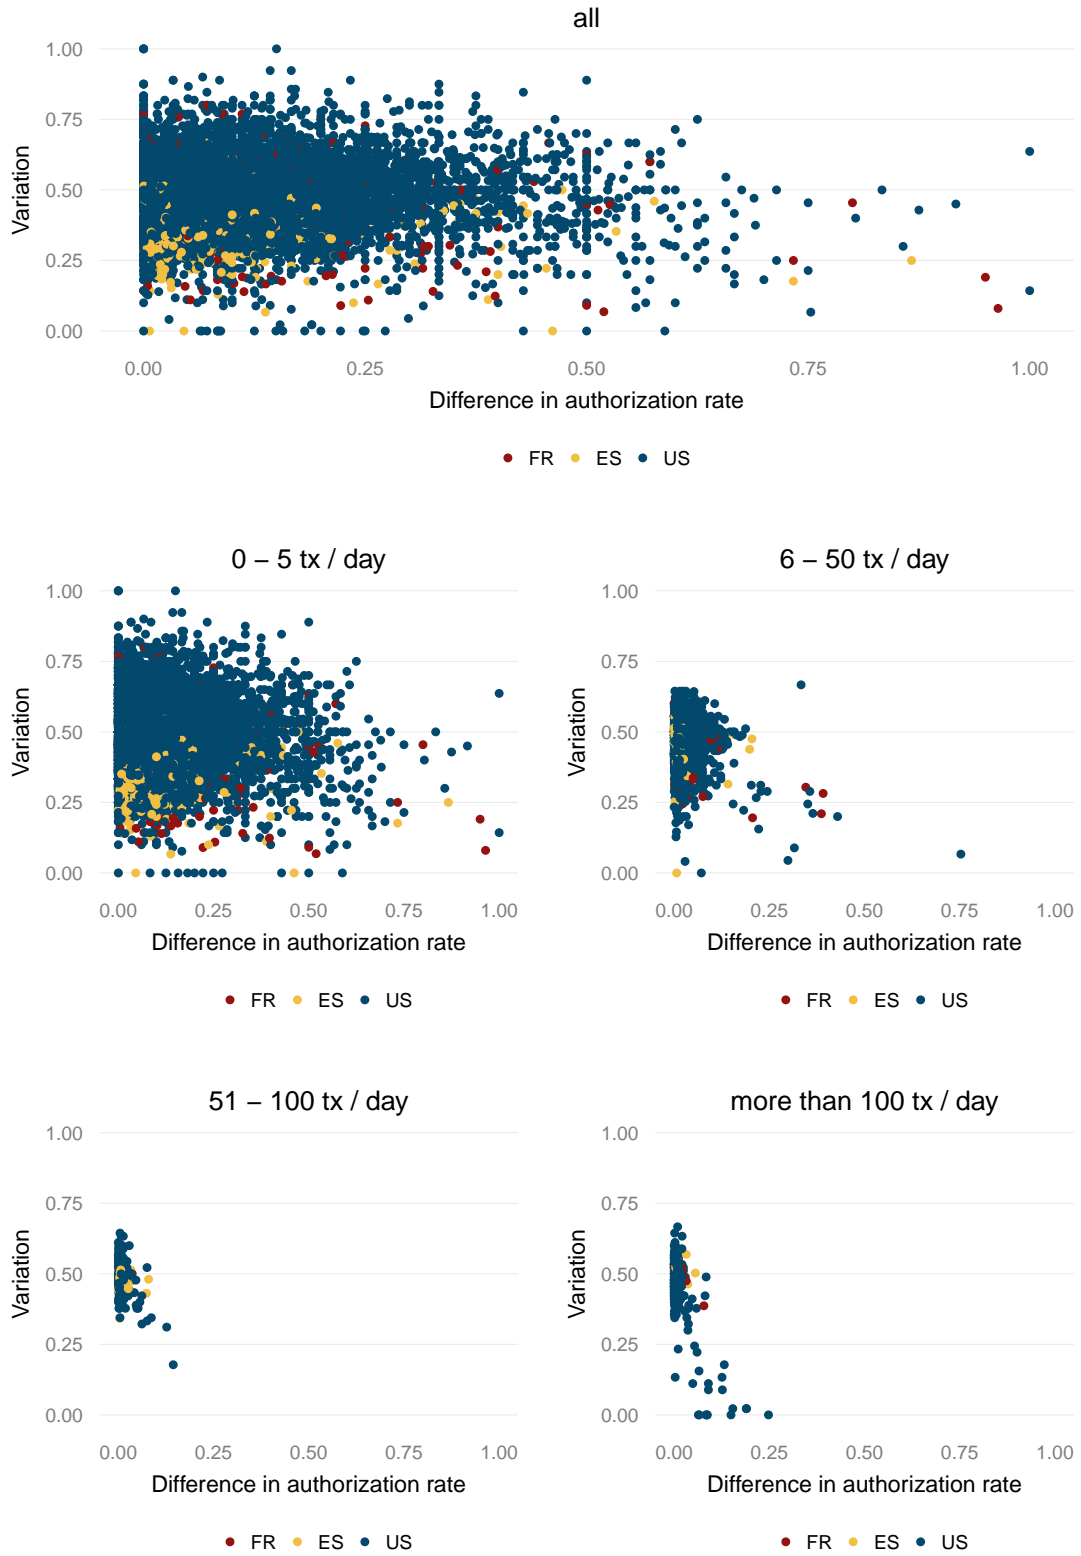 all
1.00
0.75
0.50
0.25
0.00
Variation
0.00 0.25 0.50 0.75 1.00
Difference in authorization rate
FR ES US
0 – 5 tx / day
1.00
0.75
0.50
0.25
0.00
Variation
0.00 0.25 0.50 0.75 1.00
Difference in authorization rate
FR ES US
6 – 50 tx / day
1.00
0.75
0.50
0.25
0.00
Variation
0.00 0.25 0.50 0.75 1.00
Difference in authorization rate
FR ES US
51 – 100 tx / day
1.00
0.75
0.50
0.25
0.00
Variation
0.00 0.25 0.50 0.75 1.00
Difference in authorization rate
FR ES US
more than 100 tx / day
1.00
0.75
0.50
0.25
0.00
Variation
0.00 0.25 0.50 0.75 1.00
Difference in authorization rate
FR ES US